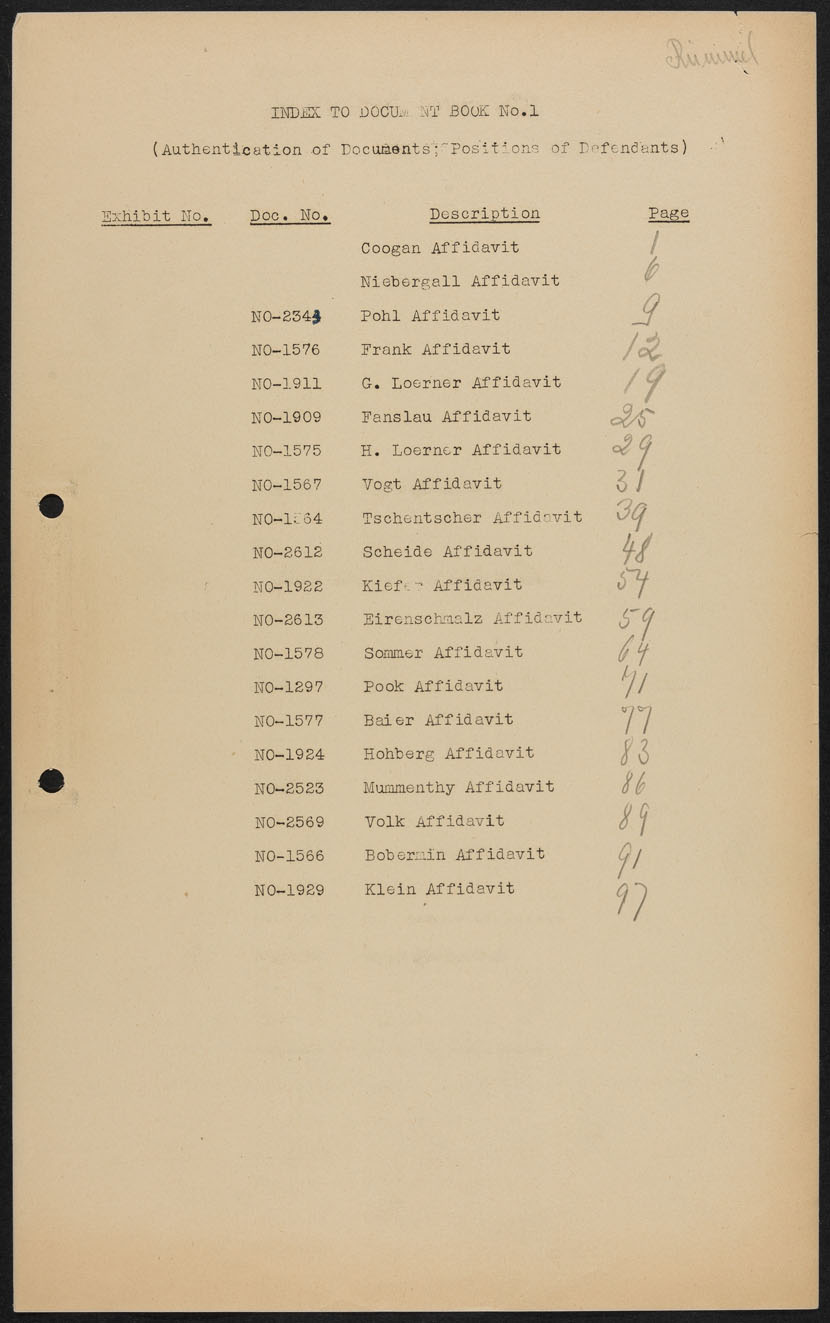 INDEX TO DOCUMENT BOOK No.1
(Authentication of Documents; Positions of Defendants)
Exhibit No. Doc. No. Description Page
Coogan Affidavit 1
Niebergall Affidavit 6
Pohl Affidavit 9
NO-1576 Frank Affidavit 12
NO-1911 G. Loerner Affidavit 19
NO-1909 Fanslau Affidavit 25
NO-1575 H. Loerner Affidavit 29
NO-1567 Vogt Affidavit 31
Tschentscher Affidavit 39
NO-2612 Scheide Affidavit 48
NO-1922 Kiefer Affidavit 54
NO-2613 Eirenschmalz Affidavit 59
NO-1578 Sommer Affidavit 64
NO-1297 Pook Affidavit 71
NO-1577 Baier Affidavit 77
NO-1924 Hohberg Affidavit 83
NO-2523 Mummenthy Affidavit 86
NO-2569 Volk Affidavit 89
NO-1566 Bobermin Affidavit 91
NO-1929 Klein Affidavit 97